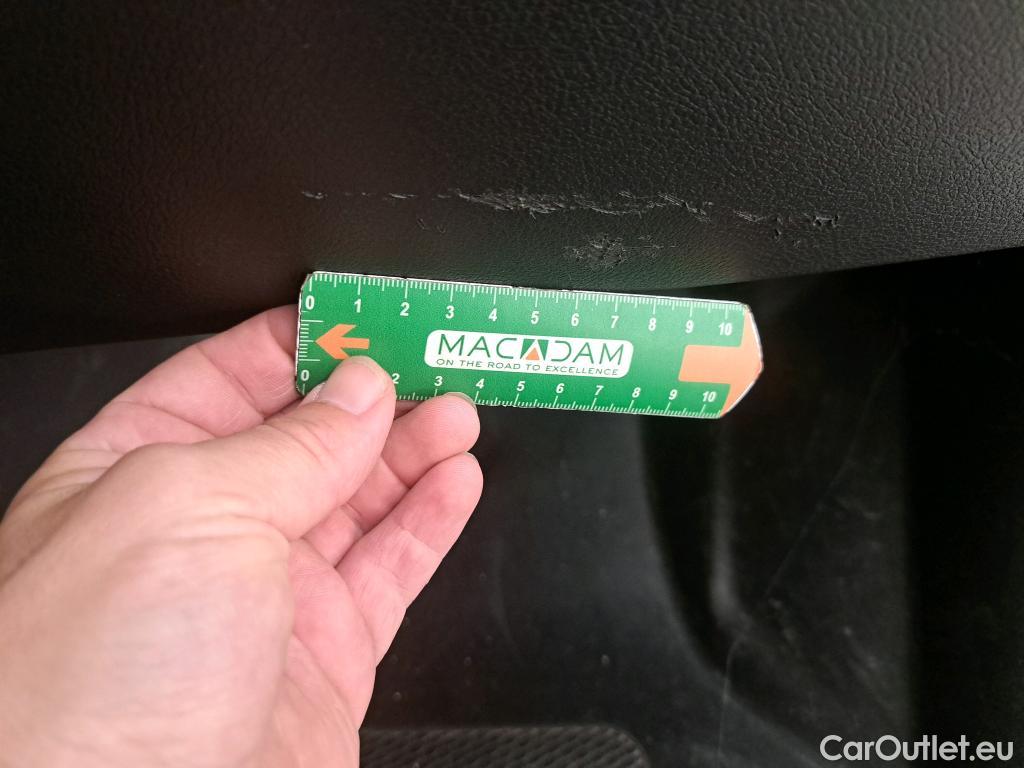 0 1 2 3 4 5 6 7 8 9 10
MACADAM
ON THE ROAD TO EXCELLENCE
0 2 3 4 5 6 7 8 9 10
CarOutlet.eu